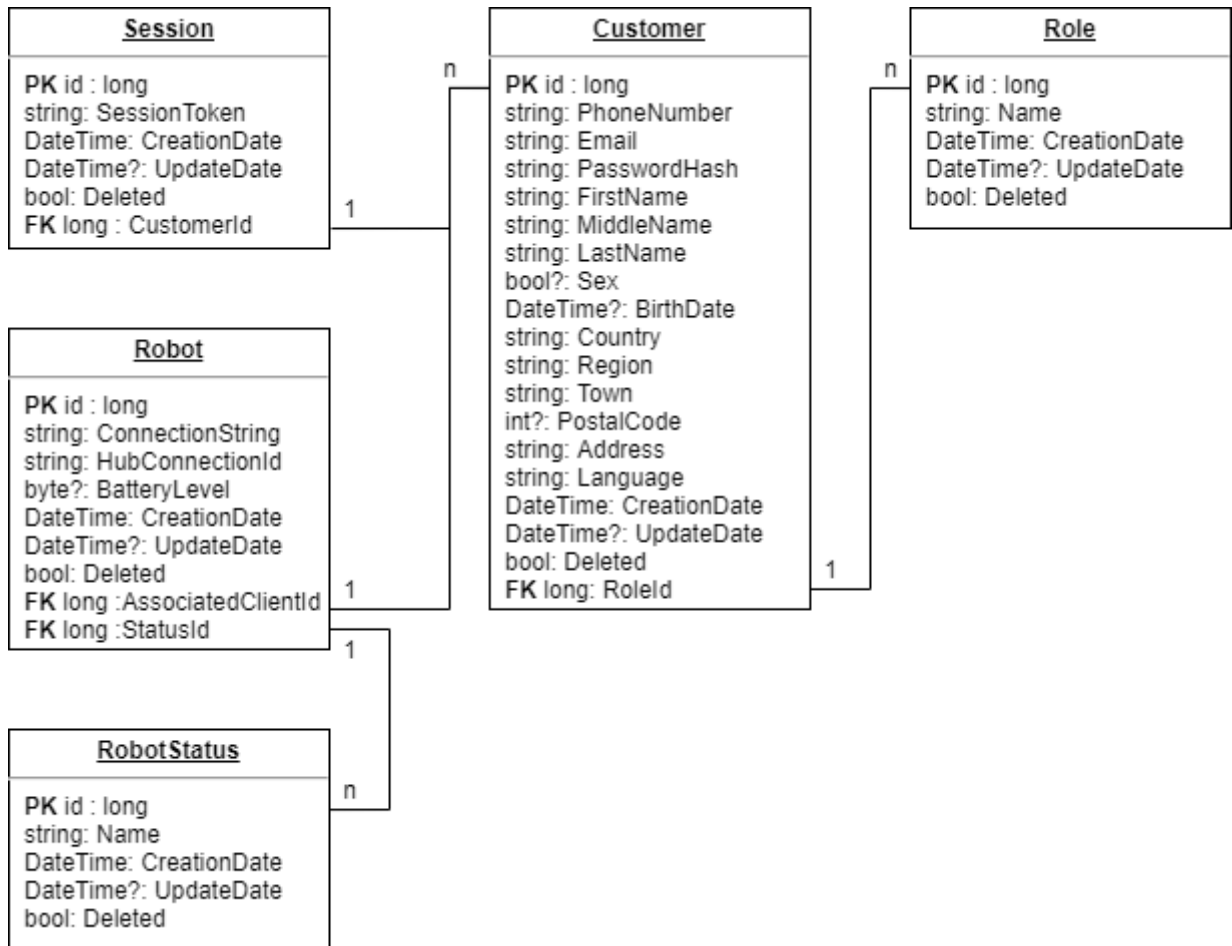 Session
PK id : long
string: SessionToken
DateTime: CreationDate
DateTime?: UpdateDate
bool: Deleted
FK long : CustomerId
1
n
Customer
PK id : long
string: PhoneNumber
string: Email
string: PasswordHash
string: FirstName
string: MiddleName
string: LastName
bool?: Sex
DateTime?: BirthDate
string: Country
string: Region
string: Town
int?: PostalCode
string: Address
string: Language
DateTime: CreationDate
DateTime?: UpdateDate
bool: Deleted
FK long: RoleId
1
n
Role
PK id : long
string: Name
DateTime: CreationDate
DateTime?: UpdateDate
bool: Deleted
Robot
PK id : long
string: ConnectionString
string: HubConnectionId
byte?: BatteryLevel
DateTime: CreationDate
DateTime?: UpdateDate
bool: Deleted
FK long :AssociatedClientId
FK long :StatusId
1
1
n
RobotStatus
PK id : long
string: Name
DateTime: CreationDate
DateTime?: UpdateDate
bool: Deleted